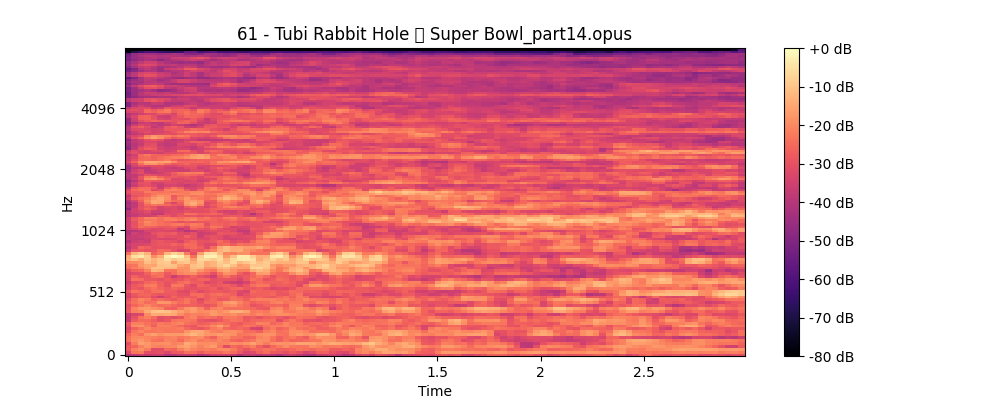 61 - Tubi Rabbit Hole ▯ Super Bowl_part14.opus
+0 dB
-10 dB
-20 dB
-30 dB
-40 dB
-50 dB
-60 dB
-70 dB
-80 dB
4096
2048
1024
512
0
Hz
0
0.5
1
1.5
2
2.5
Time